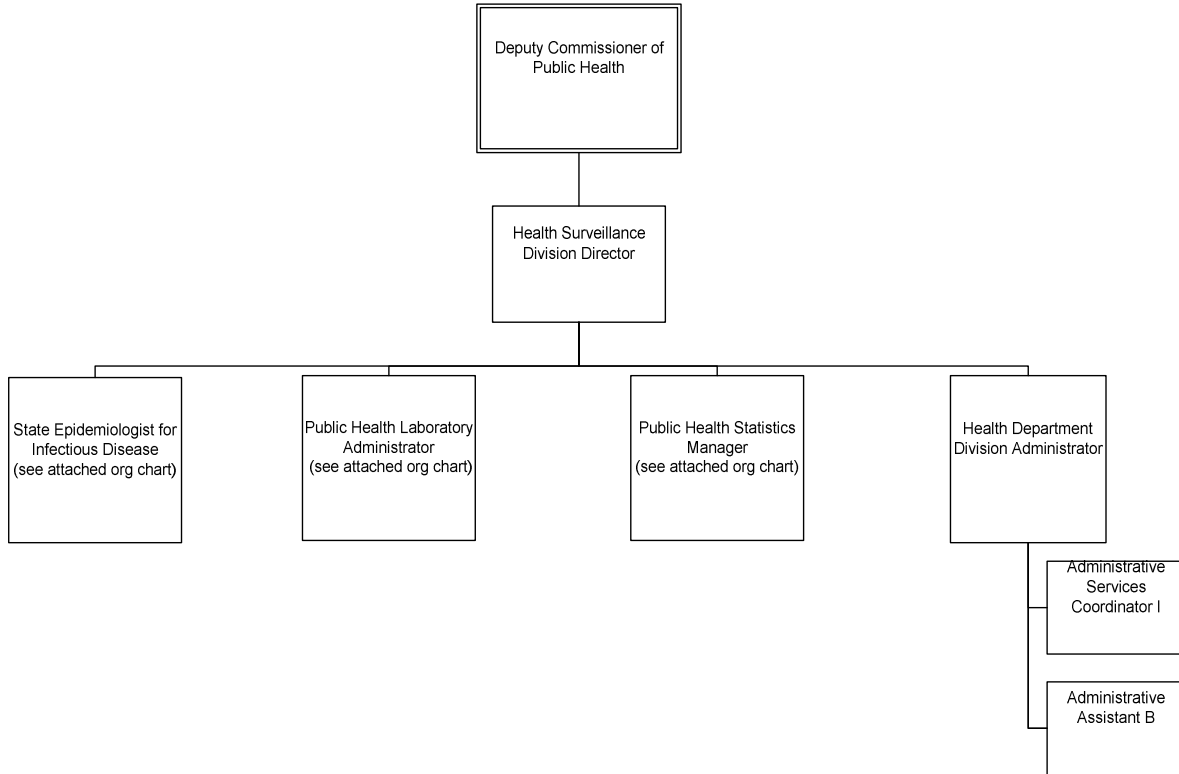 Deputy Commissioner of
Public Health
Health Surveillance
Division Director
State Epidemiologist for
Infectious Disease
(see attached org chart)
Public Health Laboratory
Administrator
(see attached org chart)
Public Health Statistics
Manager
(see attached org chart)
Health Department
Division Administrator
Administrative
Services
Coordinator I
Administrative
Assistant B